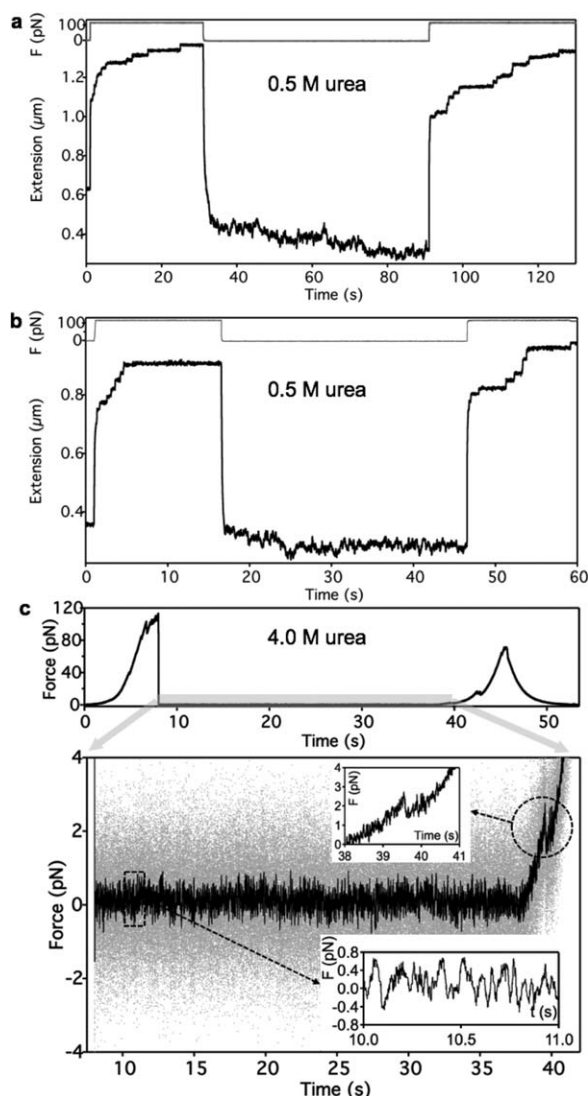 a
F (pN)
100
0
0.5 M urea
Extension (µm)
1.2
1.0
0.8
0.6
0.4
0 20 40 60 80 100 120
Time (s)
b
F (pN)
100
0
0.5 M urea
Extension (µm)
0.8
0.6
0.4
0 10 20 30 40 50 60
Time (s)
c
Force (pN)
120
80
40
0
4.0 M urea
0 10 20 30 40 50
Time (s)
Force (pN)
4
2
0
-2
-4
F (pN)
4
3
2
1
0
Time (s)
38 39 40 41
F (pN)
0.8
0.4
0.0
-0.4
-0.8
t (s)
10.0 10.5 11.0
10 15 20 25 30 35 40
Time (s)